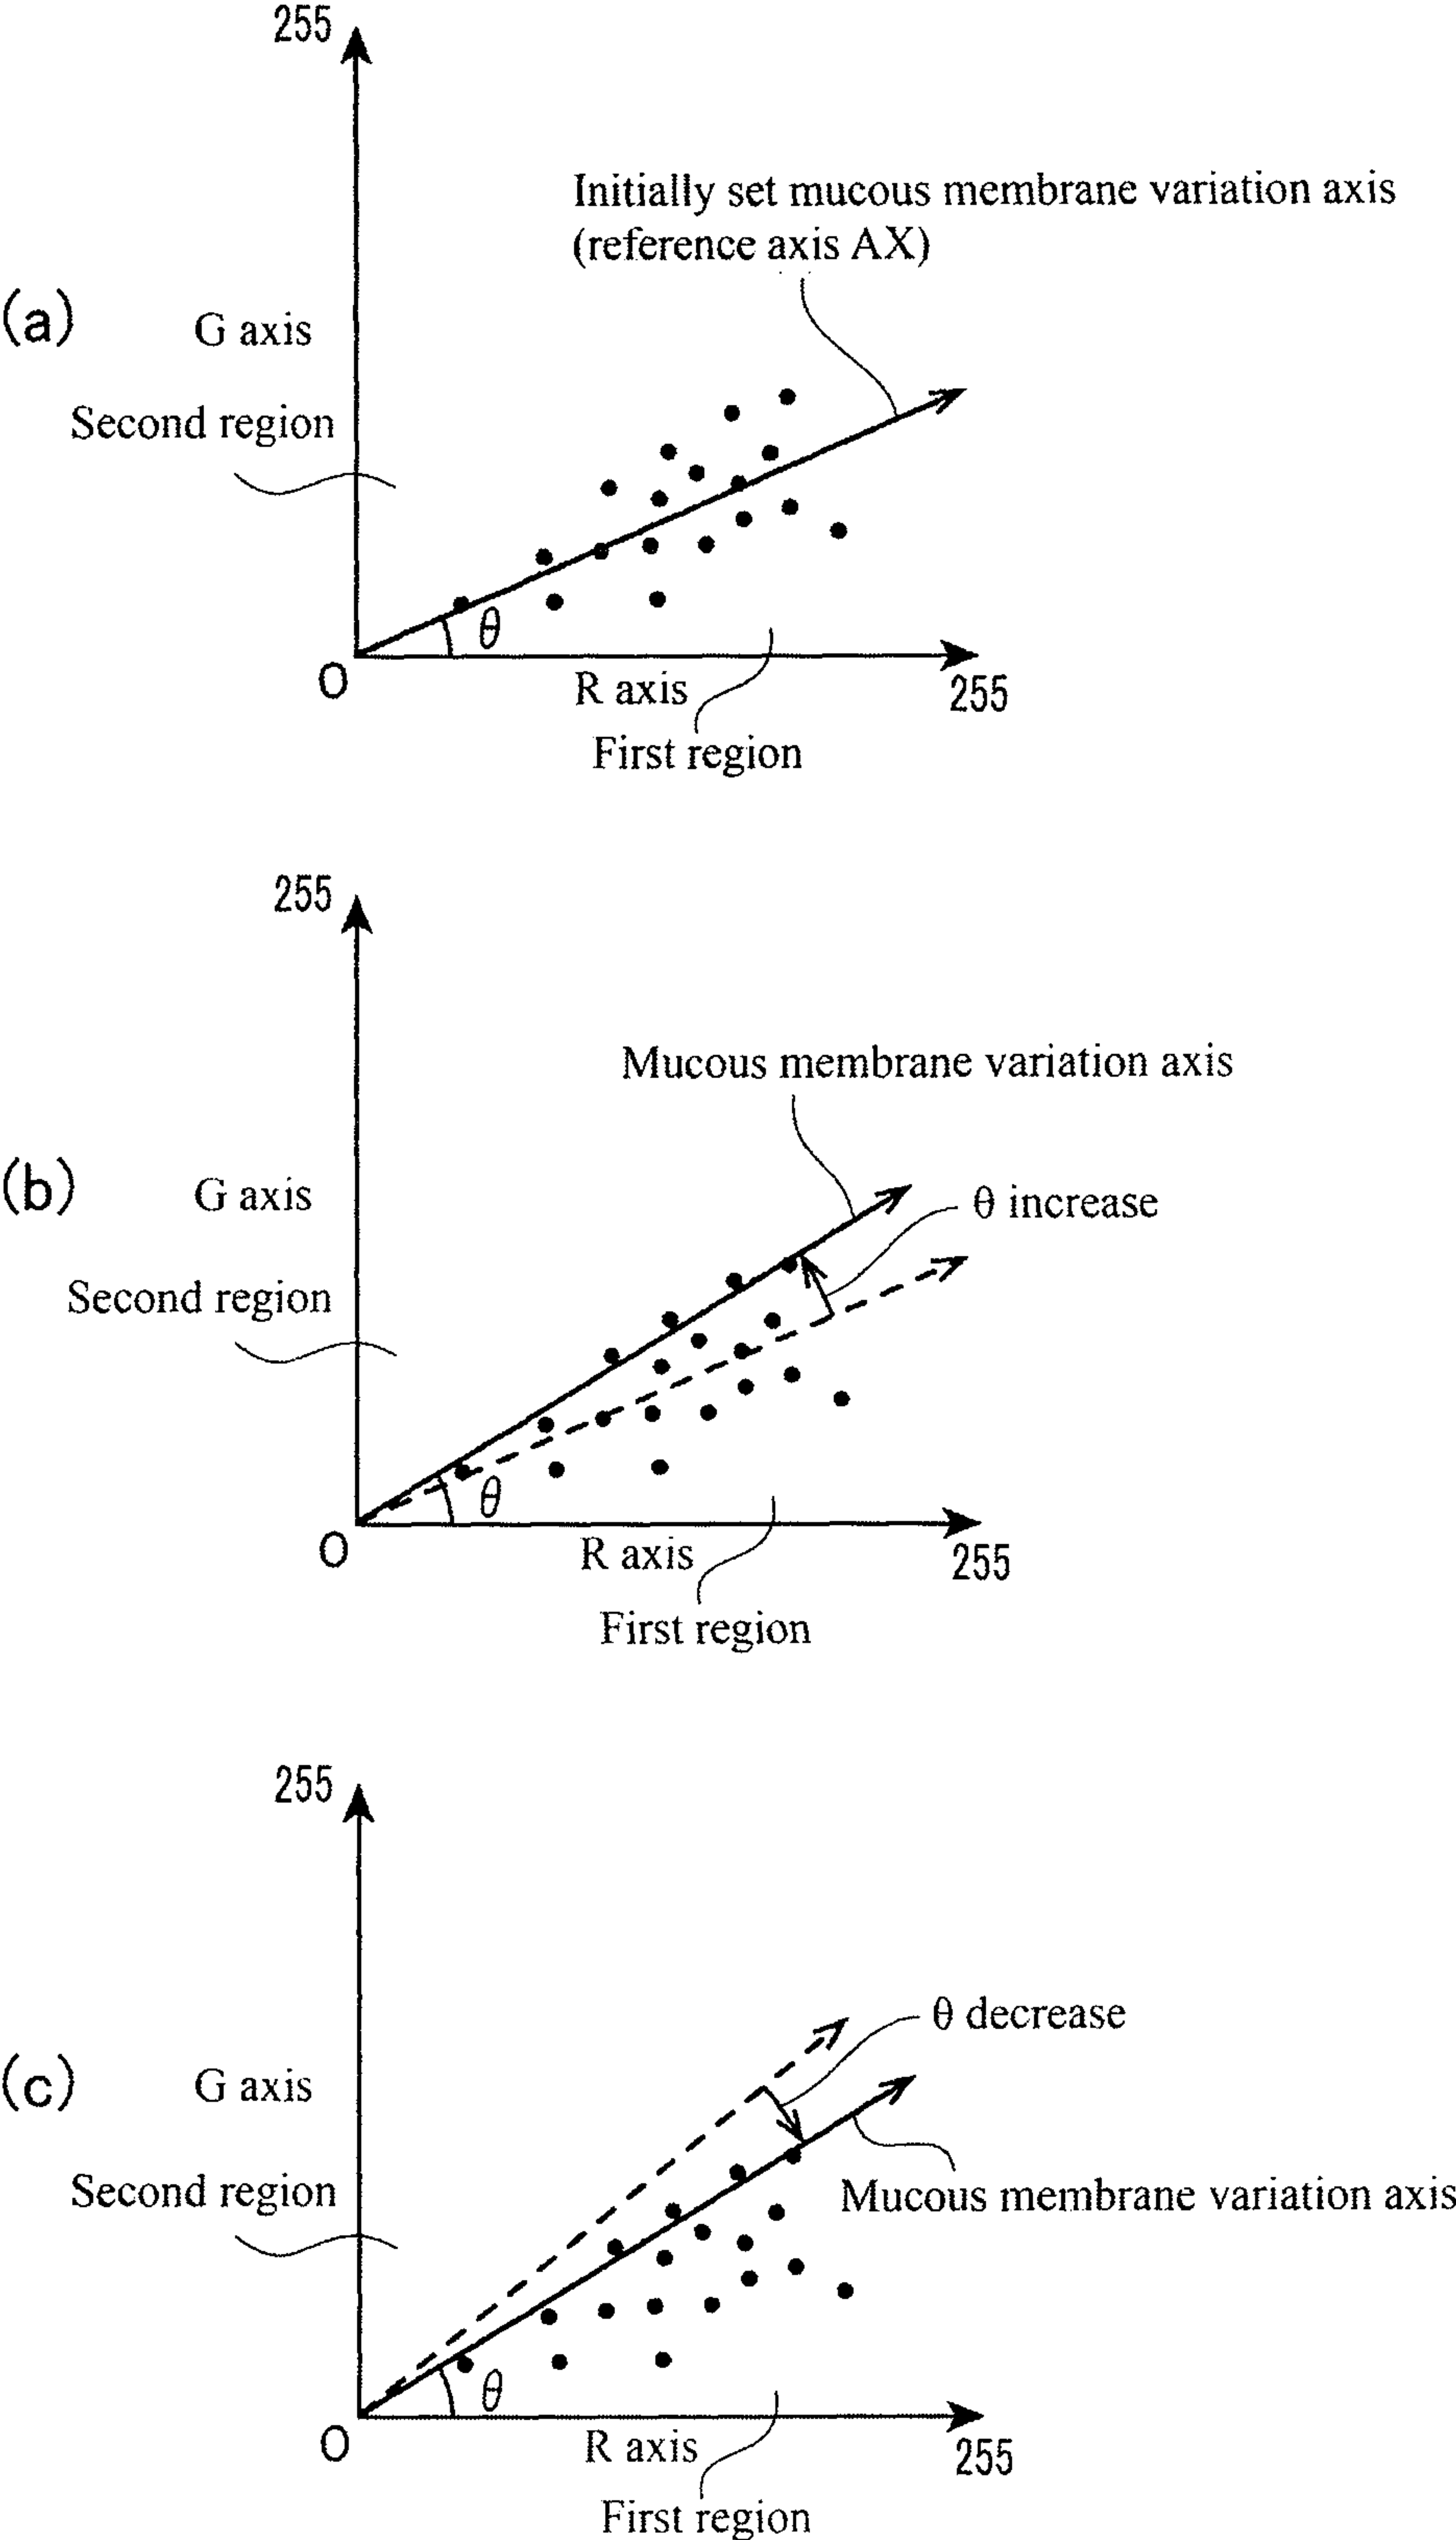 255
Initially set mucous membrane variation axis
(reference axis AX)
(a)
G axis
Second region
θ
O
R axis
255
First region
255
Mucous membrane variation axis
(b)
G axis
θ increase
Second region
θ
O
R axis
255
First region
255
θ decrease
(c)
G axis
Second region
Mucous membrane variation axis
θ
O
R axis
255
First region